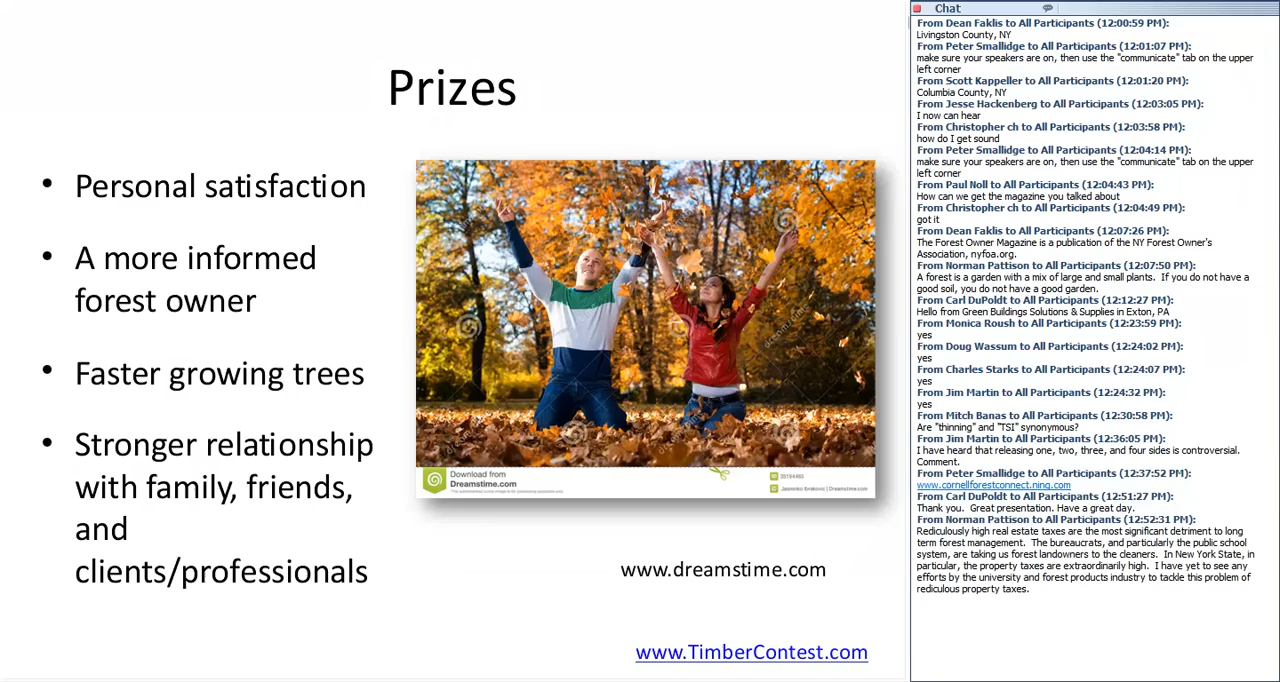 Prizes
• Personal satisfaction
• A more informed
forest owner
• Faster growing trees
• Stronger relationship
with family, friends,
and
clients/professionals
Download from
Dreamstime.com
This watermarked comp image is for previewing purposes only.
35194485
Jasminko Ibrakovic | Dreamstime.com
www.dreamstime.com
www.TimberContest.com
Chat
From Dean Faklis to All Participants (12:00:59 PM):
Livingston County, NY
From Peter Smallidge to All Participants (12:01:07 PM):
make sure your speakers are on, then use the "communicate" tab on the upper
left corner
From Scott Kappeller to All Participants (12:01:20 PM):
Columbia County, NY
From Jesse Hackenberg to All Participants (12:03:05 PM):
I now can hear
From Christopher ch to All Participants (12:03:58 PM):
how do I get sound
From Peter Smallidge to All Participants (12:04:14 PM):
make sure your speakers are on, then use the "communicate" tab on the upper
left corner
From Paul Noll to All Participants (12:04:43 PM):
How can we get the magazine you talked about
From Christopher ch to All Participants (12:04:49 PM):
got it
From Dean Faklis to All Participants (12:07:26 PM):
The Forest Owner Magazine is a publication of the NY Forest Owner's
Association, nyfoa.org.
From Norman Pattison to All Participants (12:07:50 PM):
A forest is a garden with a mix of large and small plants. If you do not have a
good soil, you do not have a good garden.
From Carl DuPoldt to All Participants (12:12:27 PM):
Hello from Green Buildings Solutions & Supplies in Exton, PA
From Monica Roush to All Participants (12:23:59 PM):
yes
From Doug Wassum to All Participants (12:24:02 PM):
yes
From Charles Starks to All Participants (12:24:07 PM):
yes
From Jim Martin to All Participants (12:24:32 PM):
yes
From Mitch Banas to All Participants (12:30:58 PM):
Are "thinning" and "TSI" synonymous?
From Jim Martin to All Participants (12:36:05 PM):
I have heard that releasing one, two, three, and four sides is controversial.
Comment.
From Peter Smallidge to All Participants (12:37:52 PM):
www.cornellforestconnect.ning.com
From Carl DuPoldt to All Participants (12:51:27 PM):
Thank you. Great presentation. Have a great day.
From Norman Pattison to All Participants (12:52:31 PM):
Rediculously high real estate taxes are the most significant detriment to long
term forest management. The bureaucrats, and particularly the public school
system, are taking us forest landowners to the cleaners. In New York State, in
particular, the property taxes are extraordinarily high. I have yet to see any
efforts by the university and forest products industry to tackle this problem of
rediculous property taxes.